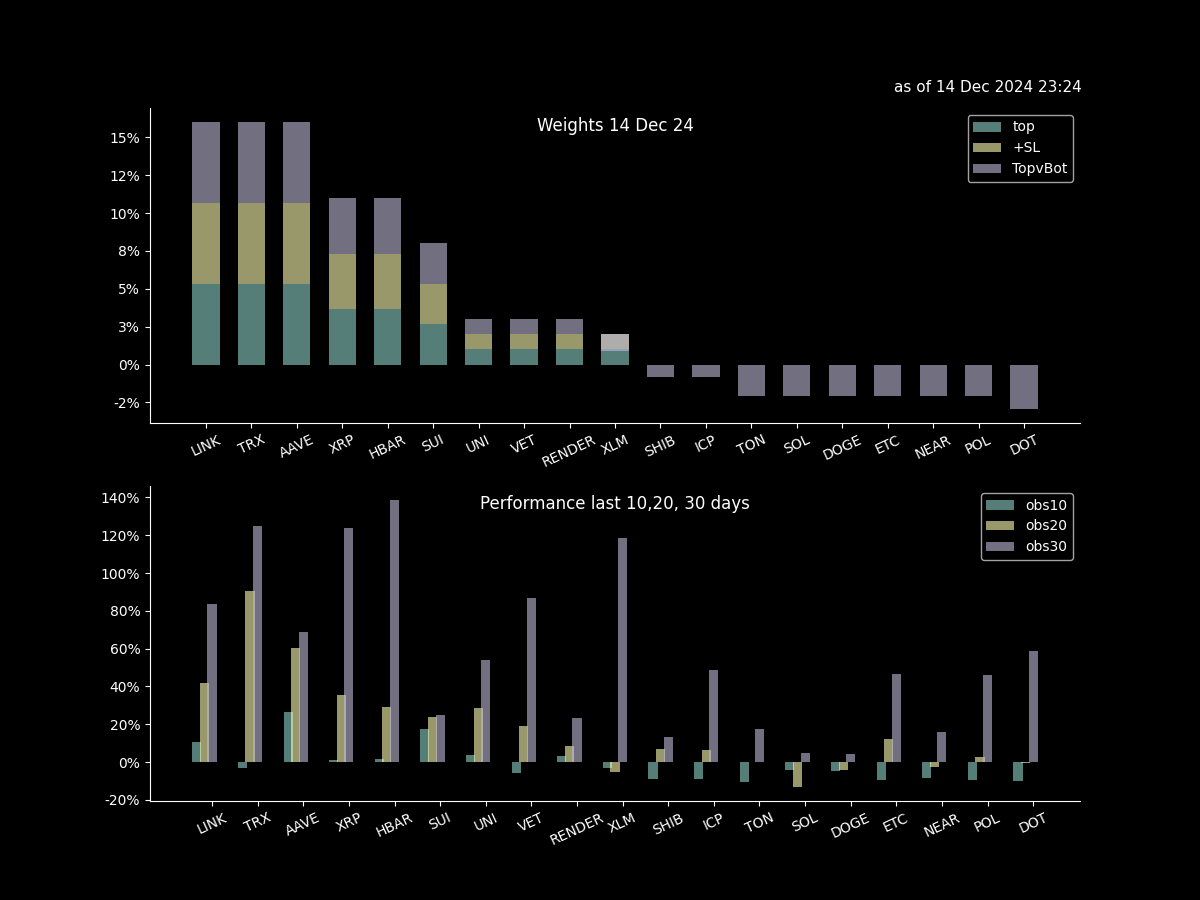 as of 14 Dec 2024 23:24
Weights 14 Dec 24
top
+SL
TopvBot
15%
12%
10%
8%
5%
3%
0%
-2%
LINK TRX AAVE XRP HBAR SUI UNI VET RENDER XLM SHIB ICP TON SOL DOGE ETC NEAR POL DOT
Performance last 10,20, 30 days
obs10
obs20
obs30
140%
120%
100%
80%
60%
40%
20%
0%
-20%
LINK TRX AAVE XRP HBAR SUI UNI VET RENDER XLM SHIB ICP TON SOL DOGE ETC NEAR POL DOT